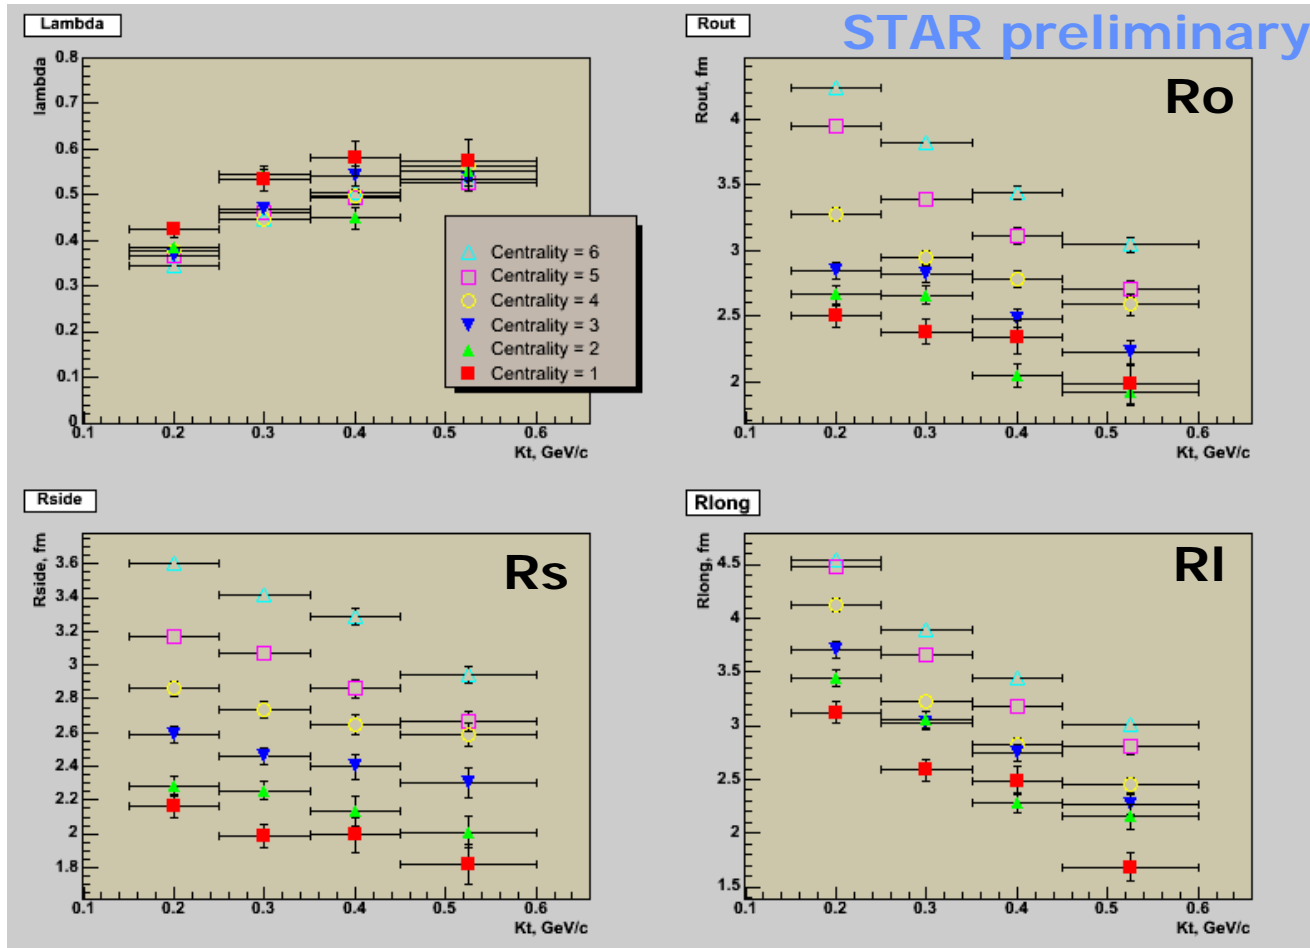 Lambda
lambda
0.8
0.7
0.6
0.5
0.4
0.3
0.2
0.1
0
0.1 0.2 0.3 0.4 0.5 0.6
Kt, GeV/c
Centrality = 6
Centrality = 5
Centrality = 4
Centrality = 3
Centrality = 2
Centrality = 1
Rout
STAR preliminary
Ro
Rout, fm
4
3.5
3
2.5
2
0.1 0.2 0.3 0.4 0.5 0.6
Kt, GeV/c
Rside
Rs
Rside, fm
3.6
3.4
3.2
3
2.8
2.6
2.4
2.2
2
1.8
0.1 0.2 0.3 0.4 0.5 0.6
Kt, GeV/c
Rlong
Rl
Rlong, fm
4.5
4
3.5
3
2.5
2
1.5
0.1 0.2 0.3 0.4 0.5 0.6
Kt, GeV/c